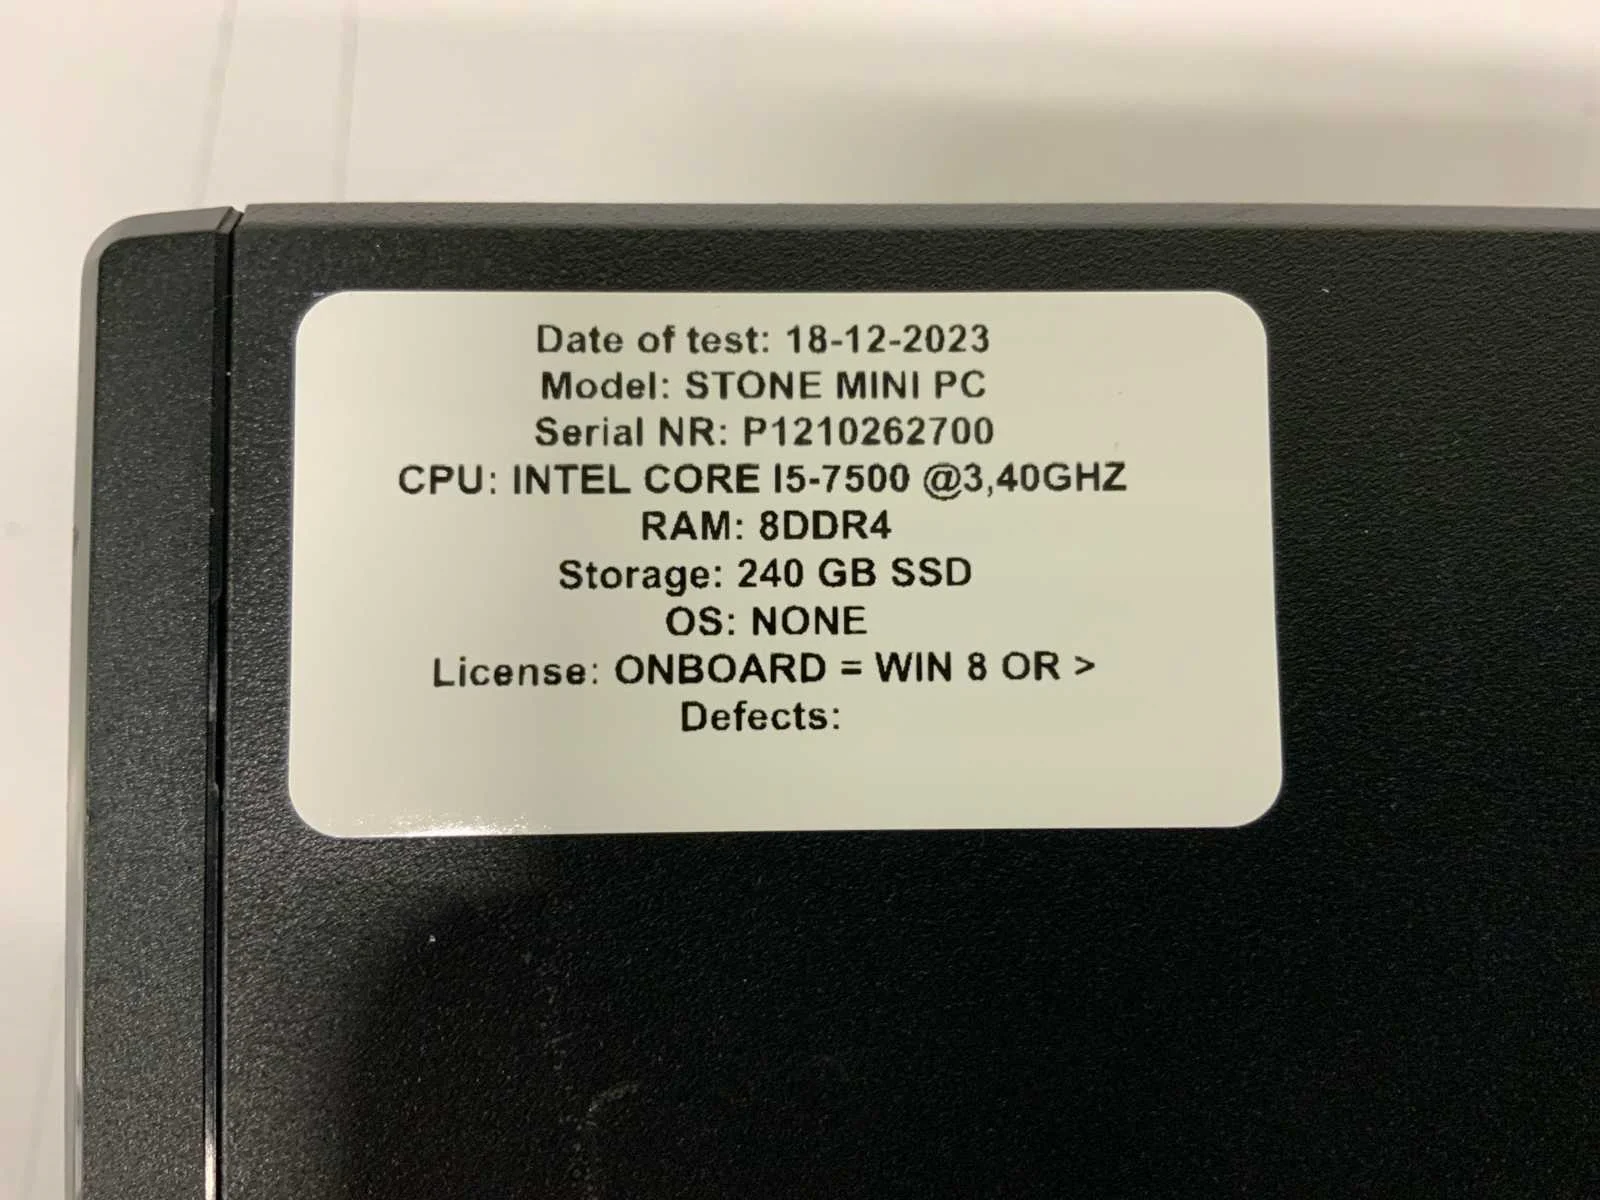 Date of test: 18-12-2023
Model: STONE MINI PC
Serial NR: P1210262700
CPU: INTEL CORE I5-7500 @3,40GHZ
RAM: 8DDR4
Storage: 240 GB SSD
OS: NONE
License: ONBOARD = WIN 8 OR >
Defects: